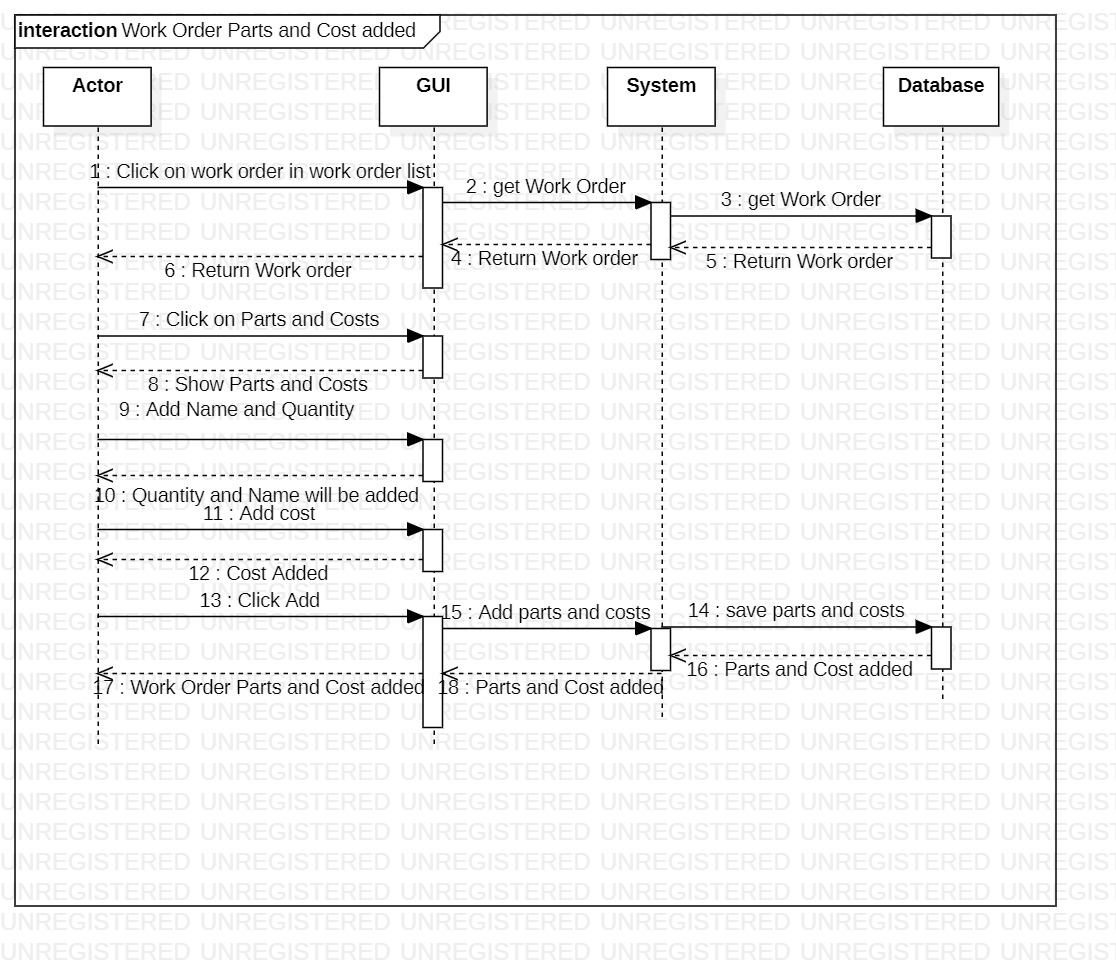 interaction Work Order Parts and Cost added
Actor
GUI
System
Database
1 : Click on work order in work order list
2 : get Work Order
3 : get Work Order
4 : Return Work order
5 : Return Work order
6 : Return Work order
7 : Click on Parts and Costs
8 : Show Parts and Costs
9 : Add Name and Quantity
10 : Quantity and Name will be added
11 : Add cost
12 : Cost Added
13 : Click Add
15 : Add parts and costs
14 : save parts and costs
16 : Parts and Cost added
17 : Work Order Parts and Cost added
18 : Parts and Cost added
UNREGISTERED